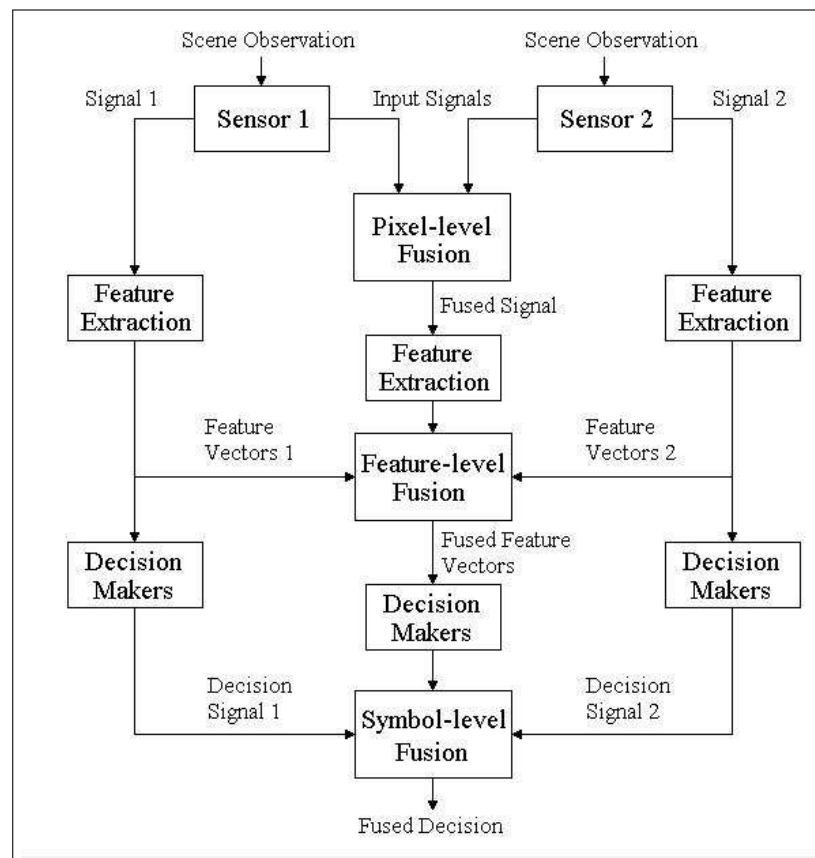 Scene Observation
Scene Observation
Signal 1
Input Signals
Signal 2
Sensor 1
Sensor 2
Pixel-level
Fusion
Feature
Extraction
Fused Signal
Feature
Extraction
Feature
Extraction
Feature
Vectors 1
Feature-level
Fusion
Feature
Vectors 2
Decision
Makers
Fused Feature
Vectors
Decision
Makers
Decision
Makers
Decision
Signal 1
Symbol-level
Fusion
Decision
Signal 2
Fused Decision